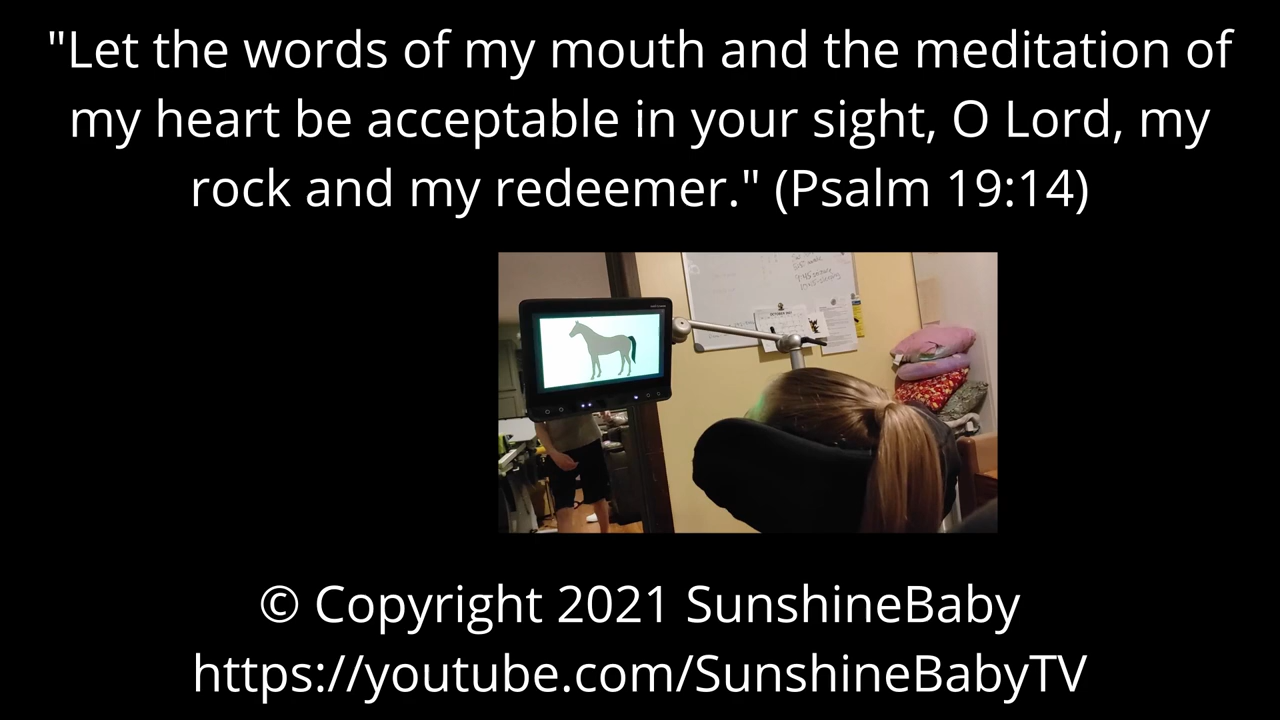 "Let the words of my mouth and the meditation of
my heart be acceptable in your sight, O Lord, my
rock and my redeemer." (Psalm 19:14)
© Copyright 2021 SunshineBaby
https://youtube.com/SunshineBabyTV